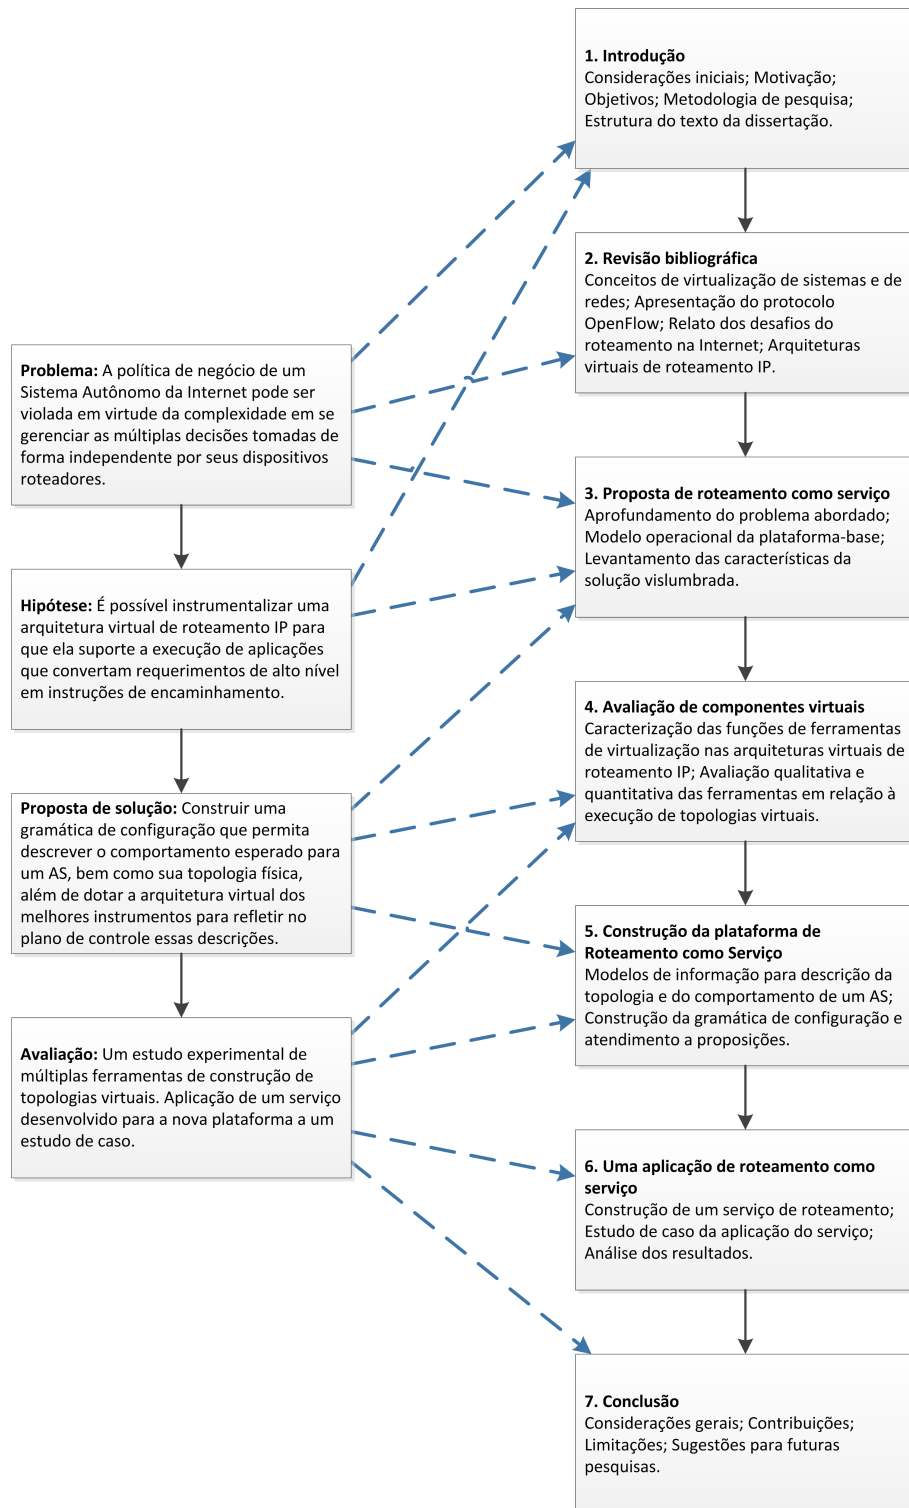 1. Introdução
Considerações iniciais; Motivação;
Objetivos; Metodologia de pesquisa;
Estrutura do texto da dissertação.
2. Revisão bibliográfica
Conceitos de virtualização de sistemas e de
redes; Apresentação do protocolo
OpenFlow; Relato dos desafios do
roteamento na Internet; Arquiteturas
virtuais de roteamento IP.
Problema: A política de negócio de um
Sistema Autônomo da Internet pode ser
violada em virtude da complexidade em se
gerenciar as múltiplas decisões tomadas de
forma independente por seus dispositivos
roteadores.
3. Proposta de roteamento como serviço
Aprofundamento do problema abordado;
Modelo operacional da plataforma-base;
Levantamento das características da
solução vislumbrada.
Hipótese: É possível instrumentalizar uma
arquitetura virtual de roteamento IP para
que ela suporte a execução de aplicações
que convertam requerimentos de alto nível
em instruções de encaminhamento.
4. Avaliação de componentes virtuais
Caracterização das funções de ferramentas
de virtualização nas arquiteturas virtuais de
roteamento IP; Avaliação qualitativa e
quantitativa das ferramentas em relação à
execução de topologias virtuais.
Proposta de solução: Construir uma
gramática de configuração que permita
descrever o comportamento esperado para
um AS, bem como sua topologia física,
além de dotar a arquitetura virtual dos
melhores instrumentos para refletir no
plano de controle essas descrições.
5. Construção da plataforma de
Roteamento como Serviço
Modelos de informação para descrição da
topologia e do comportamento de um AS;
Construção da gramática de configuração e
atendimento a proposições.
Avaliação: Um estudo experimental de
múltiplas ferramentas de construção de
topologias virtuais. Aplicação de um serviço
desenvolvido para a nova plataforma a um
estudo de caso.
6. Uma aplicação de roteamento como
serviço
Construção de um serviço de roteamento;
Estudo de caso da aplicação do serviço;
Análise dos resultados.
7. Conclusão
Considerações gerais; Contribuições;
Limitações; Sugestões para futuras
pesquisas.